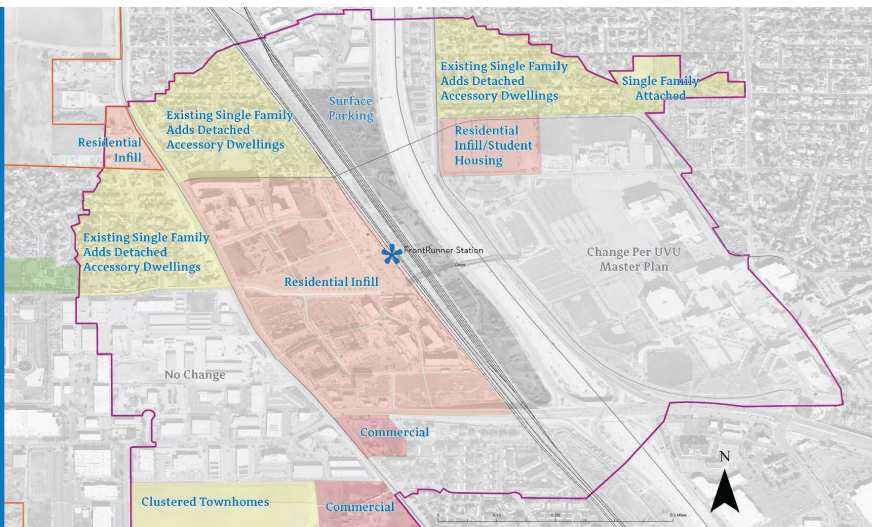 Existing Single Family
Adds Detached
Accessory Dwellings
Single Family
Attached
Surface
Parking
Existing Single Family
Adds Detached
Accessory Dwellings
Residential
Infill
Residential
Infill/Student
Housing
Existing Single Family
Adds Detached
Accessory Dwellings
FrontRunner Station
Change Per UVU
Master Plan
Residential Infill
No Change
Commercial
N
Clustered Townhomes
Commercial